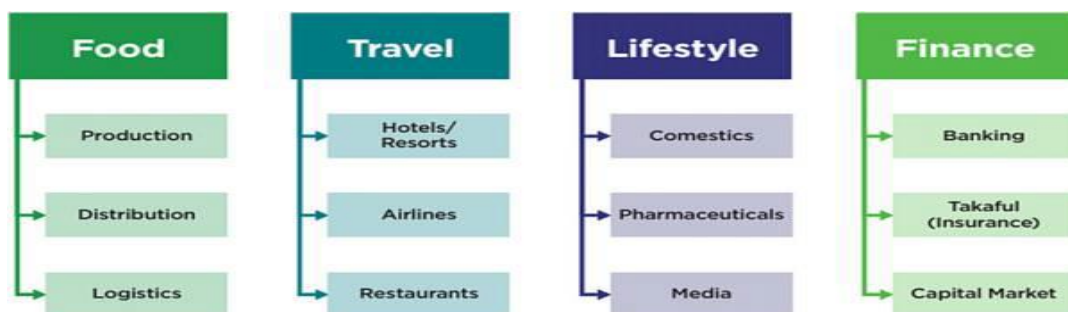 Food
Production
Distribution
Logistics
Travel
Hotels/
Resorts
Airlines
Restaurants
Lifestyle
Comestics
Pharmaceuticals
Media
Finance
Banking
Takaful
(Insurance)
Capital Market